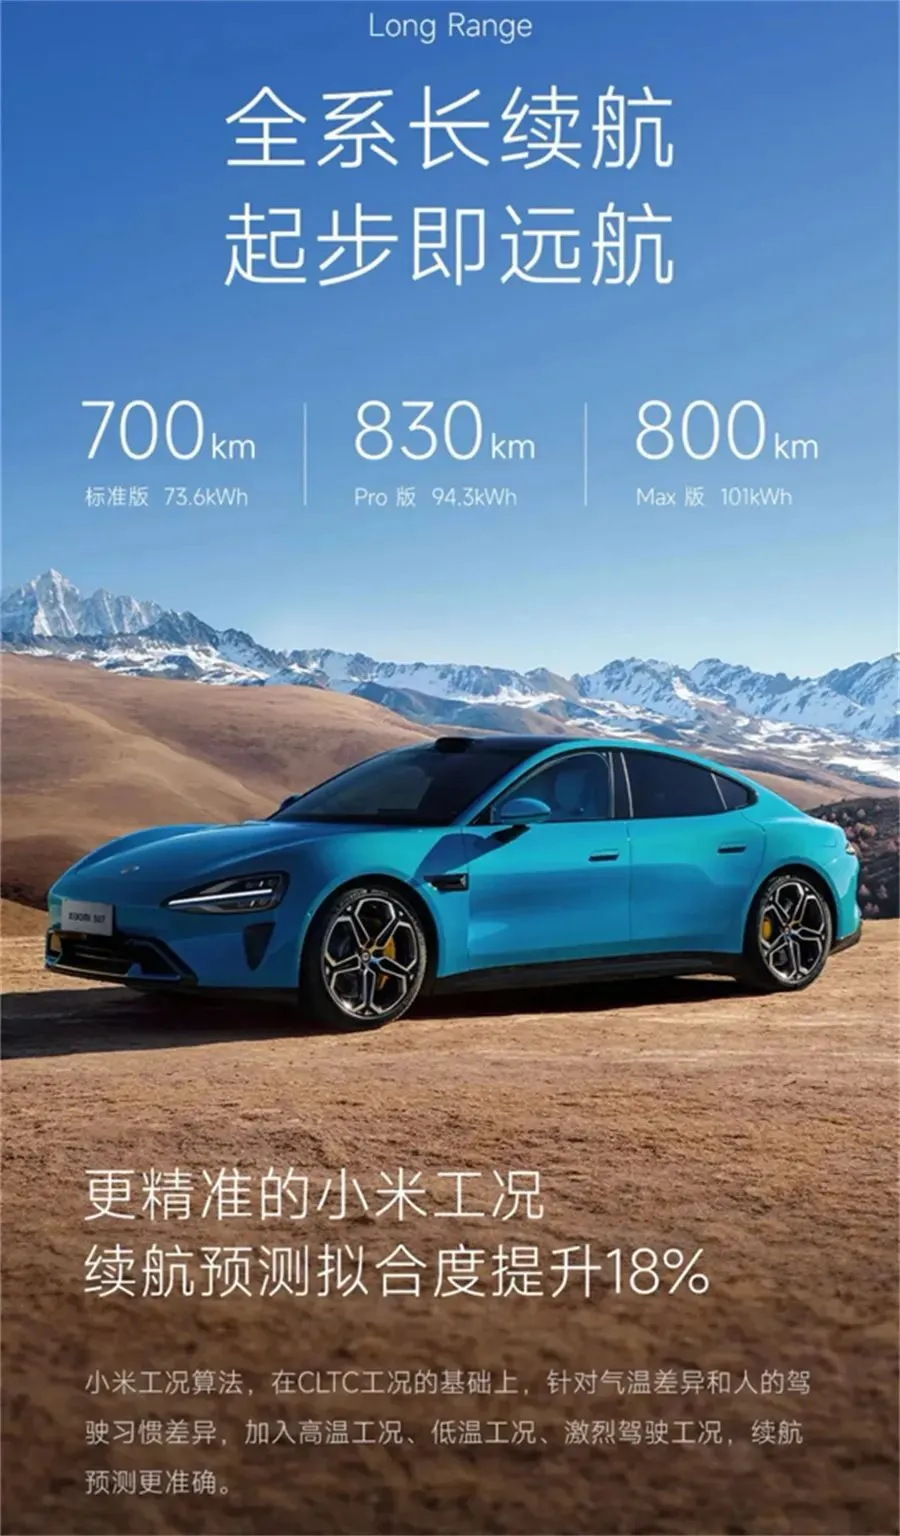 Long Range
全系长续航
起步即远航
700km
830km
800km
标准版 73.6kWh
Pro 版 94.3kWh
Max 版 101kWh
XIAOMI SU7
更精准的小米工况
续航预测拟合度提升18%
小米工况算法，在CLTC工况的基础上，针对气温差异和人的驾
驶习惯差异，加入高温工况、低温工况、激烈驾驶工况，续航
预测更准确。